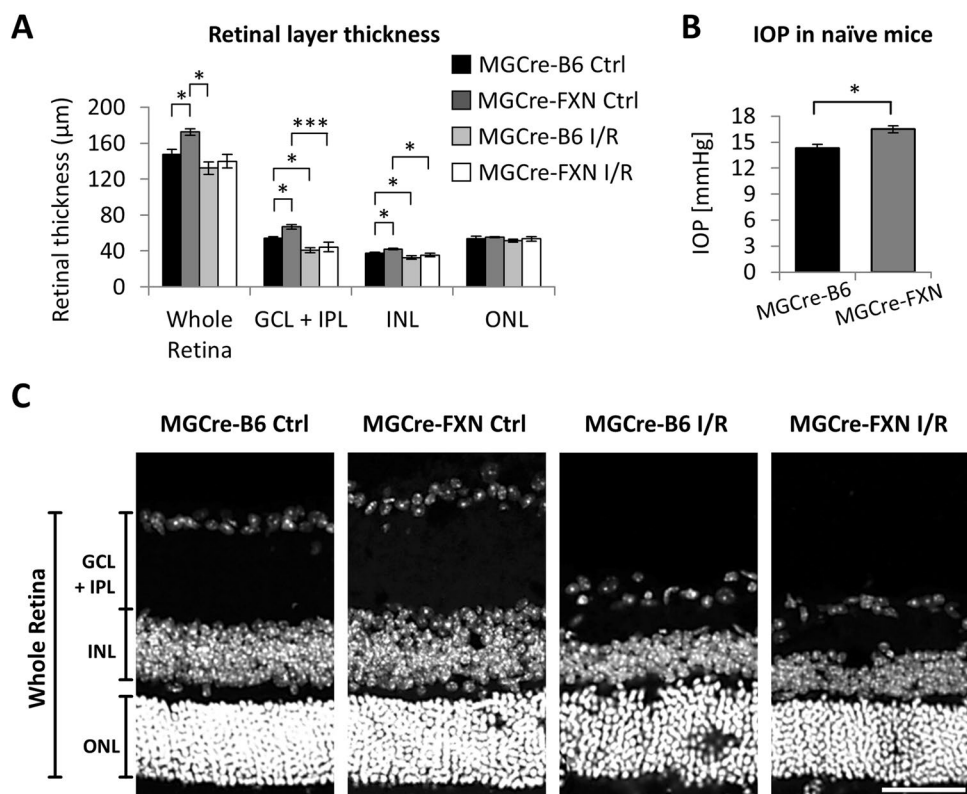 A
Retinal layer thickness
MGCre-B6 Ctrl
MGCre-FXN Ctrl
MGCre-B6 I/R
MGCre-FXN I/R
Retinal thickness (µm)
200
160
120
80
40
0
*
*
*
*
***
*
*
*
Whole
Retina
GCL + IPL
INL
ONL
B
IOP in naïve mice
*
IOP [mmHg]
18
15
12
9
6
3
0
MGCre-B6
MGCre-FXN
C
MGCre-B6 Ctrl
MGCre-FXN Ctrl
MGCre-B6 I/R
MGCre-FXN I/R
Whole Retina
GCL
+ IPL
INL
ONL